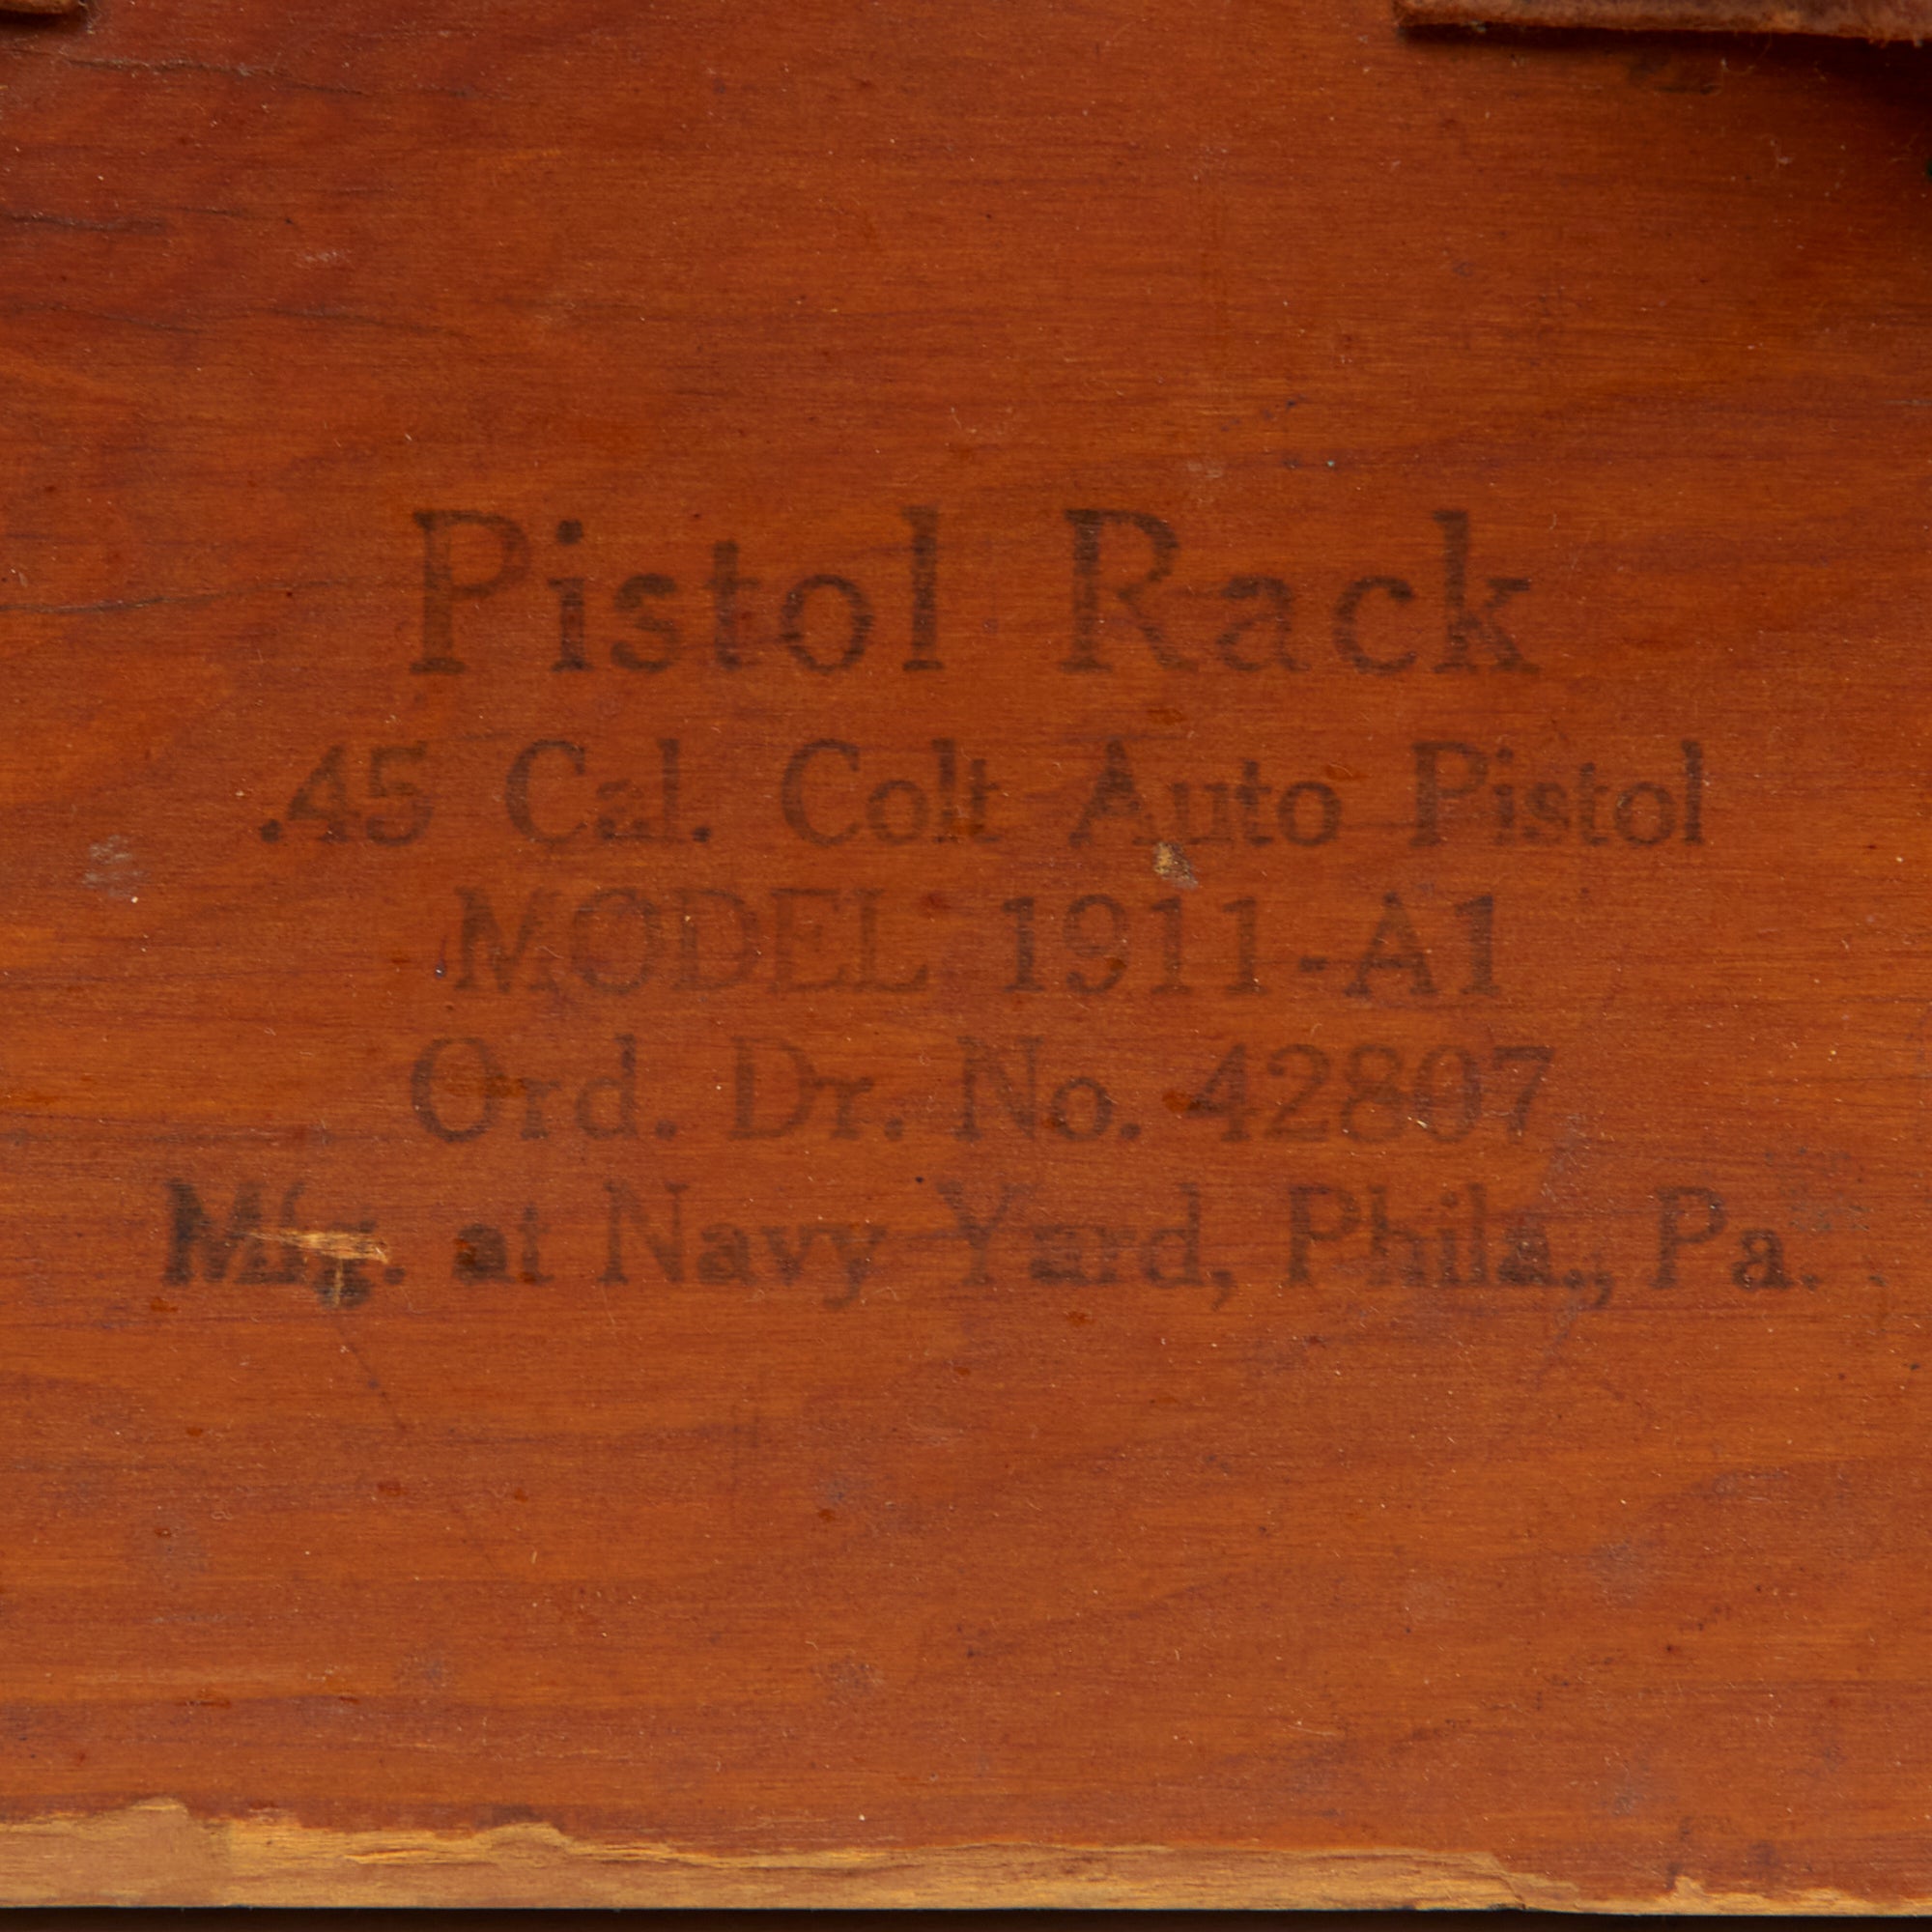 Pistol Rack
.45 Cal. Colt Auto Pistol
MODEL 1911-A1
Ord. Dr. No. 42807
Mfg. at Navy Yard, Phila., Pa.